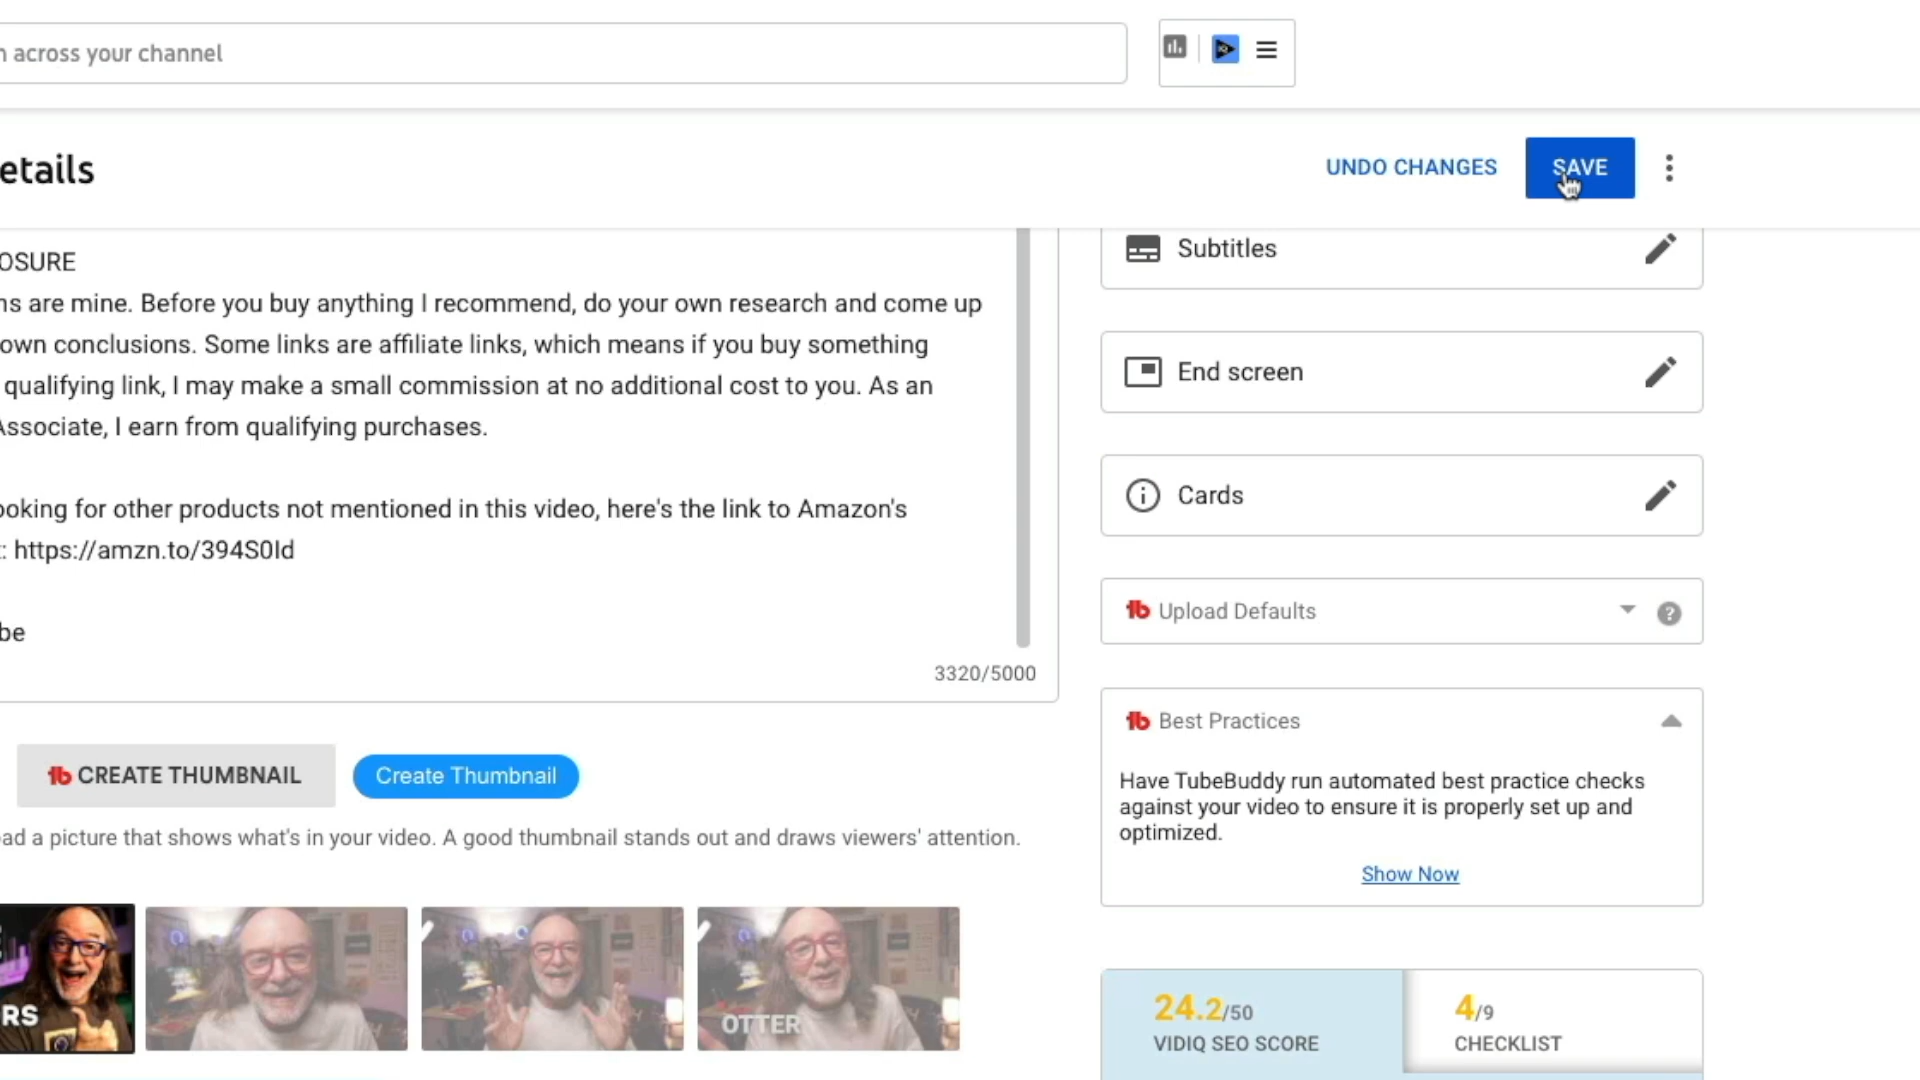 across your channel
etails
UNDO CHANGES
SAVE
OSURE
ns are mine. Before you buy anything I recommend, do your own research and come up
own conclusions. Some links are affiliate links, which means if you buy something
qualifying link, I may make a small commission at no additional cost to you. As an
Associate, I earn from qualifying purchases.
ooking for other products not mentioned in this video, here's the link to Amazon's
: https://amzn.to/394S0Id
be
3320/5000
CREATE THUMBNAIL
Create Thumbnail
ad a picture that shows what's in your video. A good thumbnail stands out and draws viewers' attention.
RS
OTTER
Subtitles
End screen
Cards
Upload Defaults
Best Practices
Have TubeBuddy run automated best practice checks
against your video to ensure it is properly set up and
optimized.
Show Now
24.2/50
VIDIQ SEO SCORE
4/9
CHECKLIST